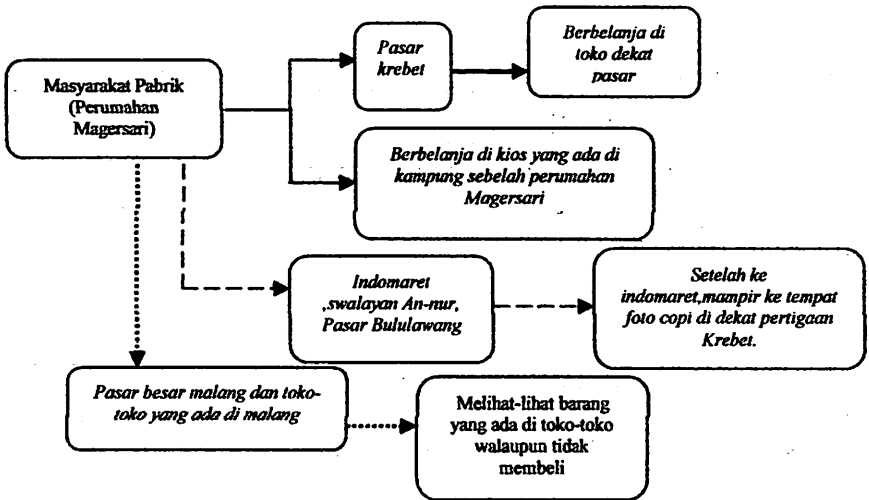 Masyarakat Pabrik
(Perumahan
Magersari)
Pasar
krebet
Berbelanja di
toko dekat
pasar
Berbelanja di kios yang ada di
kampung sebelah perumahan
Magersari
Indomaret
,swalayan An-nur,
Pasar Bululawang
Setelah ke
indomaret,mampir ke tempat
foto copi di dekat pertigaan
Krebet.
Pasar besar malang dan toko-
toko yang ada di malang
Melihat-lihat barang
yang ada di toko-toko
walaupun tidak
membeli